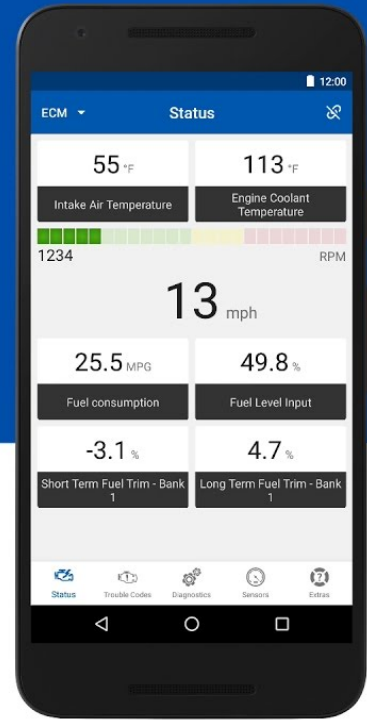 12:00
ECM Status
55 °F
113 °F
Intake Air Temperature
Engine Coolant
Temperature
1234 RPM
13 mph
25.5 MPG
49.8 %
Fuel consumption
Fuel Level Input
-3.1 %
4.7 %
Short Term Fuel Trim - Bank
1
Long Term Fuel Trim - Bank
1
Status Trouble Codes Diagnostics Sensors Extras